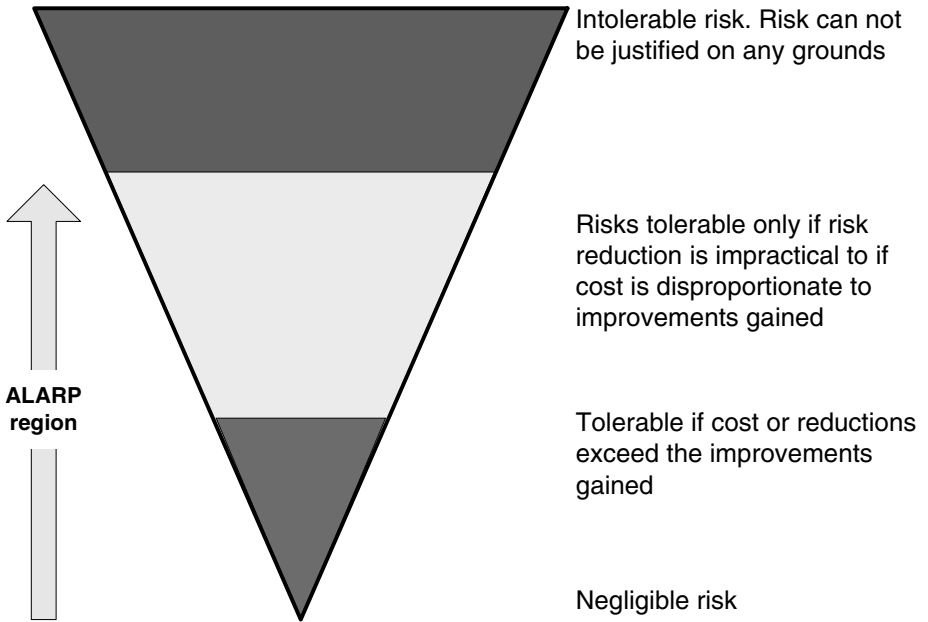 Intolerable risk. Risk can not
be justified on any grounds
Risks tolerable only if risk
reduction is impractical to if
cost is disproportionate to
improvements gained
ALARP
region
Tolerable if cost or reductions
exceed the improvements
gained
Negligible risk